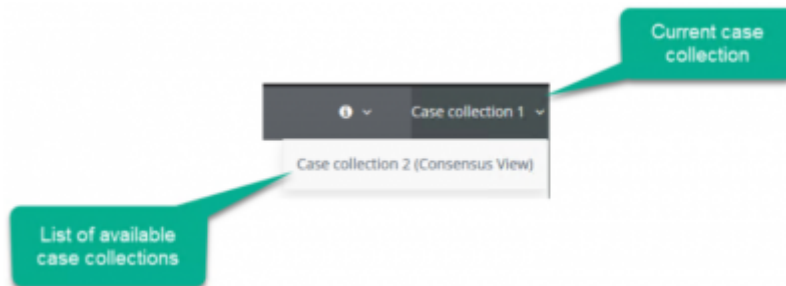 Current case
collection
Case collection 1
Case collection 2 (Consensus View)
List of available
case collections